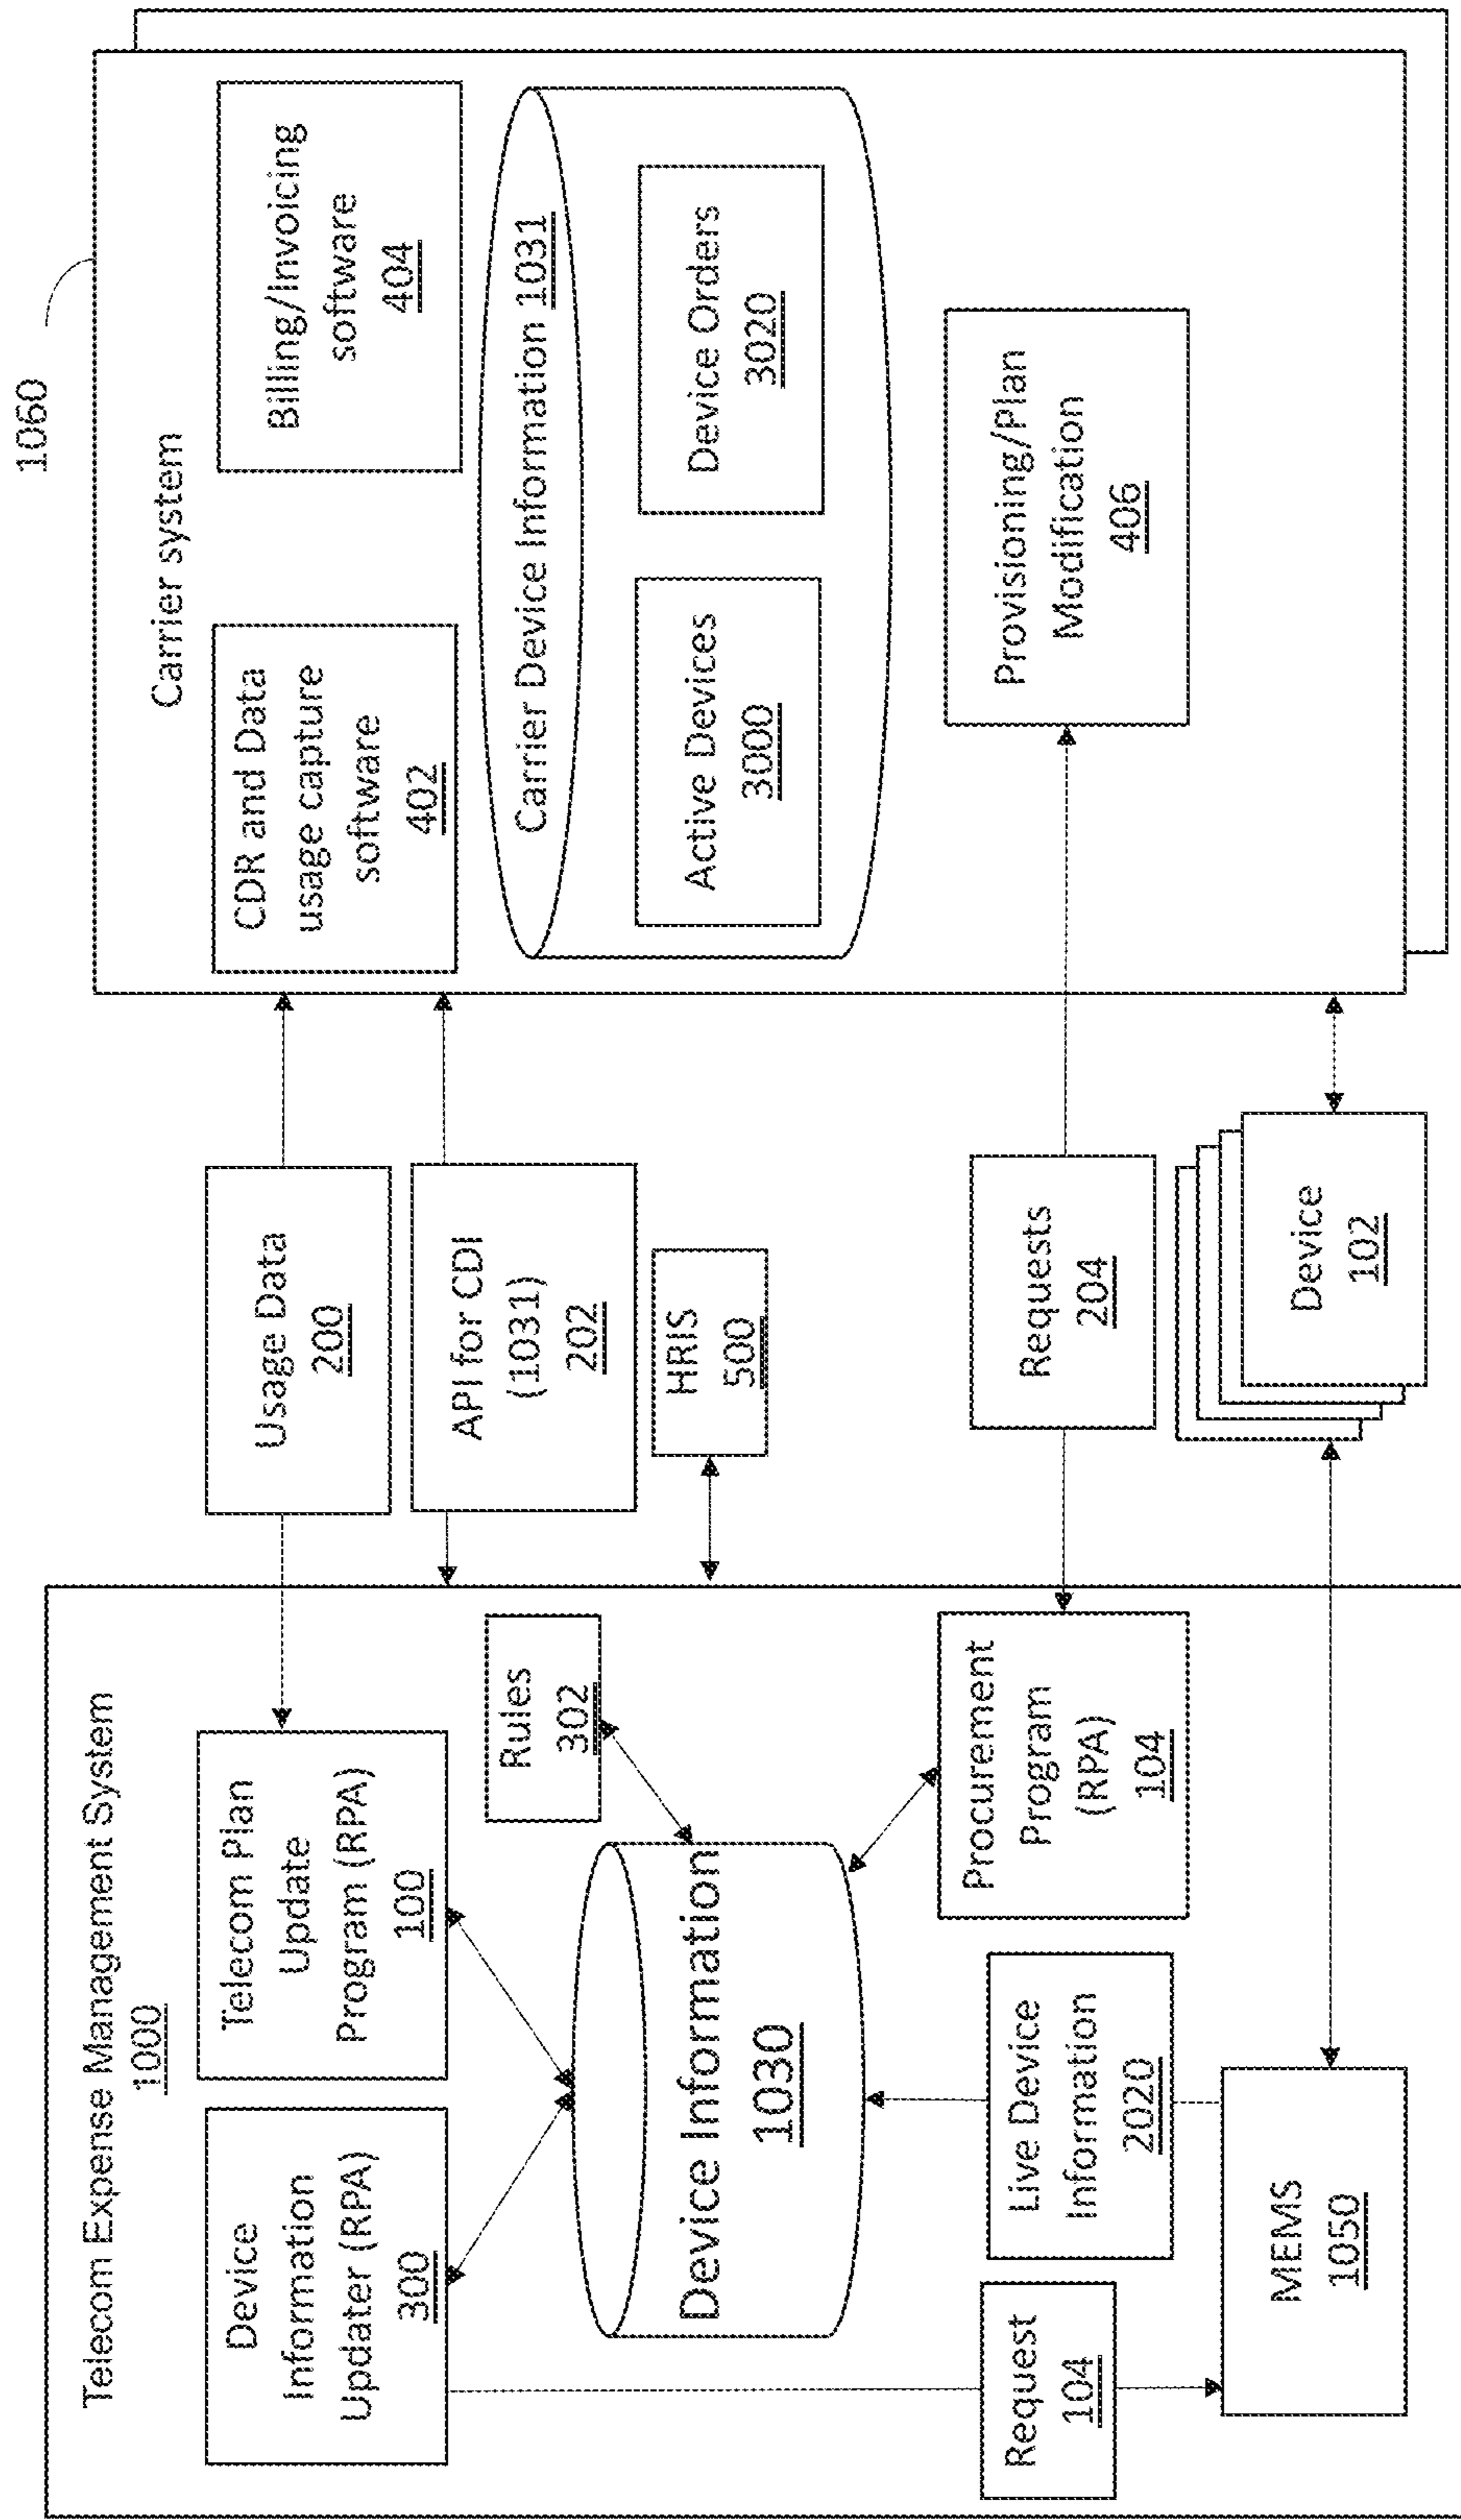 Telecom Expense Management System
1000
Device
Information
Updater (RPA)
300
Telecom Plan
Update
Program (RPA)
100
Rules
302
Device Information
1030
Request
104
Live Device
Information
2020
Procurement
Program
(RPA)
104
MEMS
1050
Usage Data
200
API for CDI
(1031)
202
HRIS
500
Requests
204
Device
102
1060
Carrier system
CDR and Data
usage capture
software
402
Billing/Invoicing
software
404
Carrier Device Information 1031
Active Devices
3000
Device Orders
3020
Provisioning/Plan
Modification
406